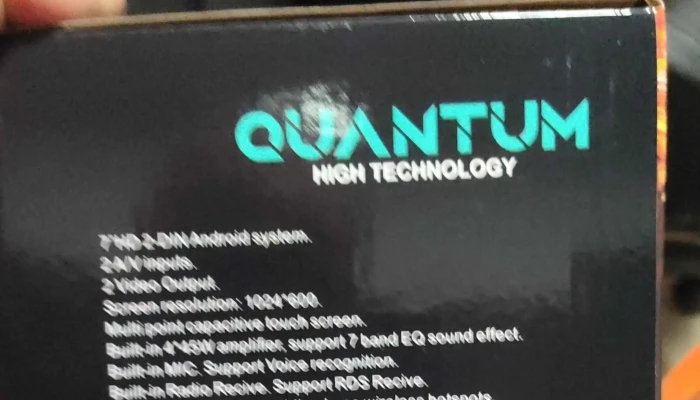 QUANTUM
HIGH TECHNOLOGY
7"HD 2-DIN Android system.
2 A/V inputs.
2 Video Output.
Screen resolution: 1024*600.
Multi point capacitive touch screen.
Built-in 4*45W amplifier, support 7 band EQ sound effect.
Built-in MIC. Support Voice recognition.
Built-in Radio Recive. Support RDS Recive.
wireless hotspots